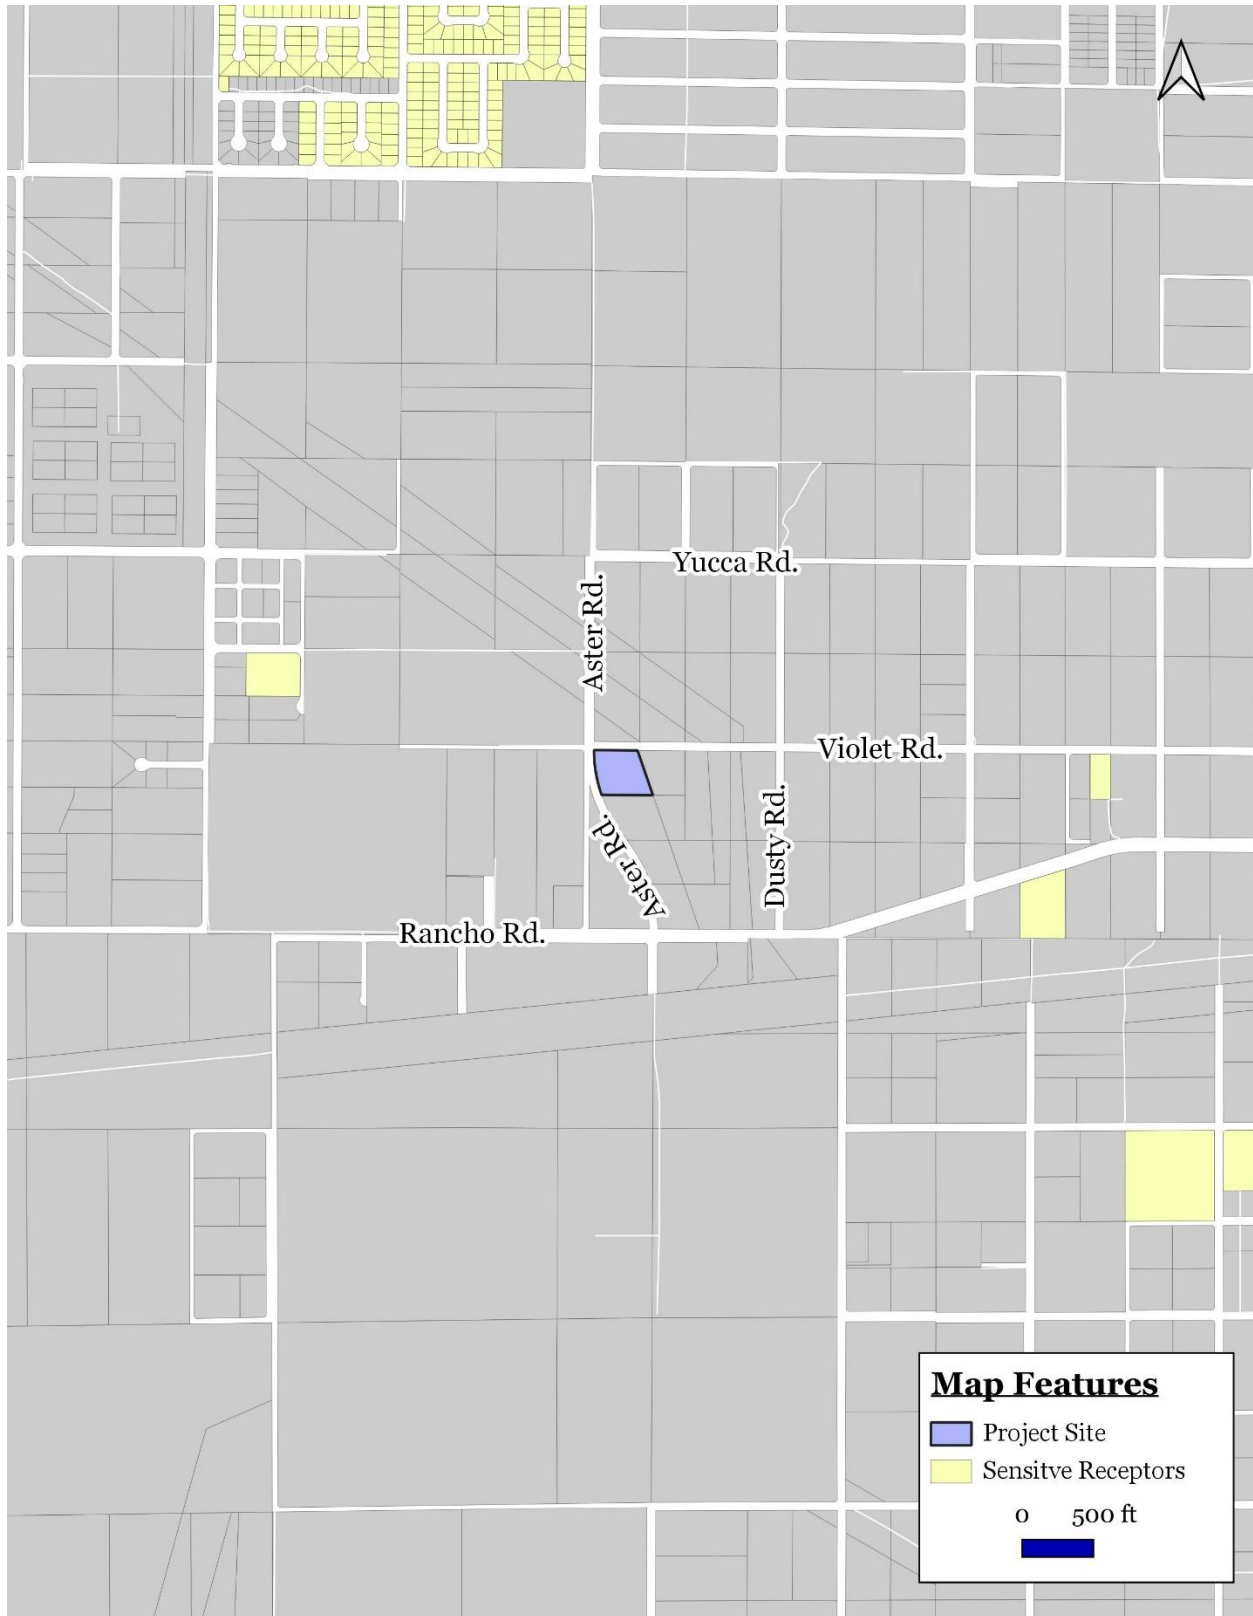 Yucca Rd.
Aster Rd.
Violet Rd.
Dusty Rd.
Aster Rd.
Rancho Rd.
Map Features
Project Site
Sensitve Receptors
0 500 ft